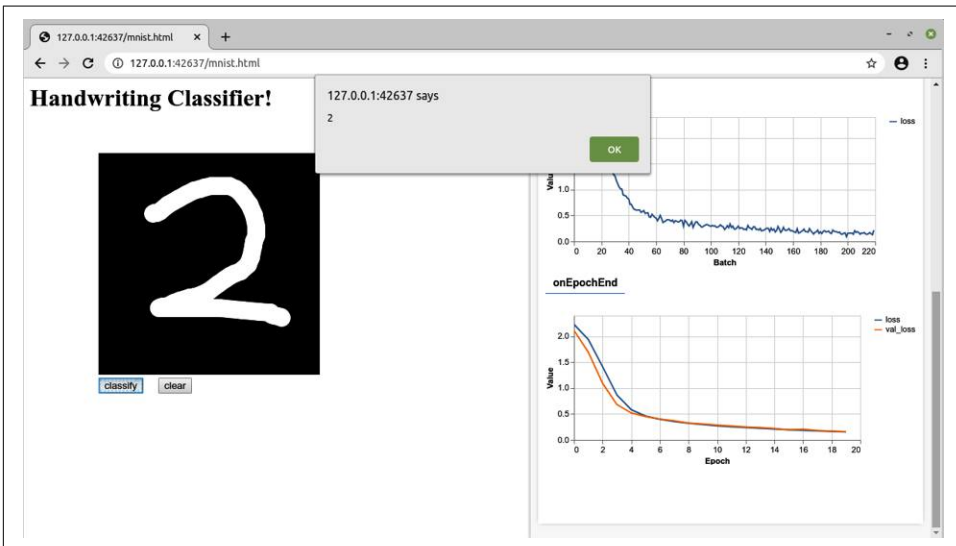 127.0.0.1:42637/mnist.html × +
127.0.0.1:42637/mnist.html
Handwriting Classifier!
127.0.0.1:42637 says
2
OK
2
classify clear
loss
Value
1.0
0.5
0.0
0 20 40 60 80 100 120 140 160 180 200 220
Batch
onEpochEnd
loss
val_loss
Value
2.0
1.5
1.0
0.5
0.0
0 2 4 6 8 10 12 14 16 18 20
Epoch